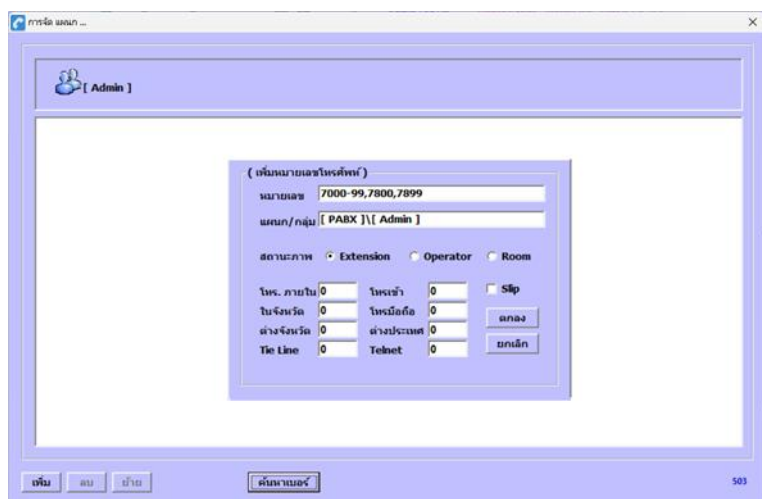 การจัด แผนก ...
[ Admin ]
( เพิ่มหมายเลขโทรศัพท์ )
หมายเลข 7000-99,7800,7899
แผนก/กลุ่ม [ PABX ]\[ Admin ]
สถานะภาพ Extension Operator Room
โทร. ภายใน 0 โทรเข้า 0 Slip
ในจังหวัด 0 โทรมือถือ 0 ตกลง
ต่างจังหวัด 0 ต่างประเทศ 0
Tie Line 0 Telnet 0 ยกเลิก
เพิ่ม ลบ ย้าย ค้นหาเบอร์ 503